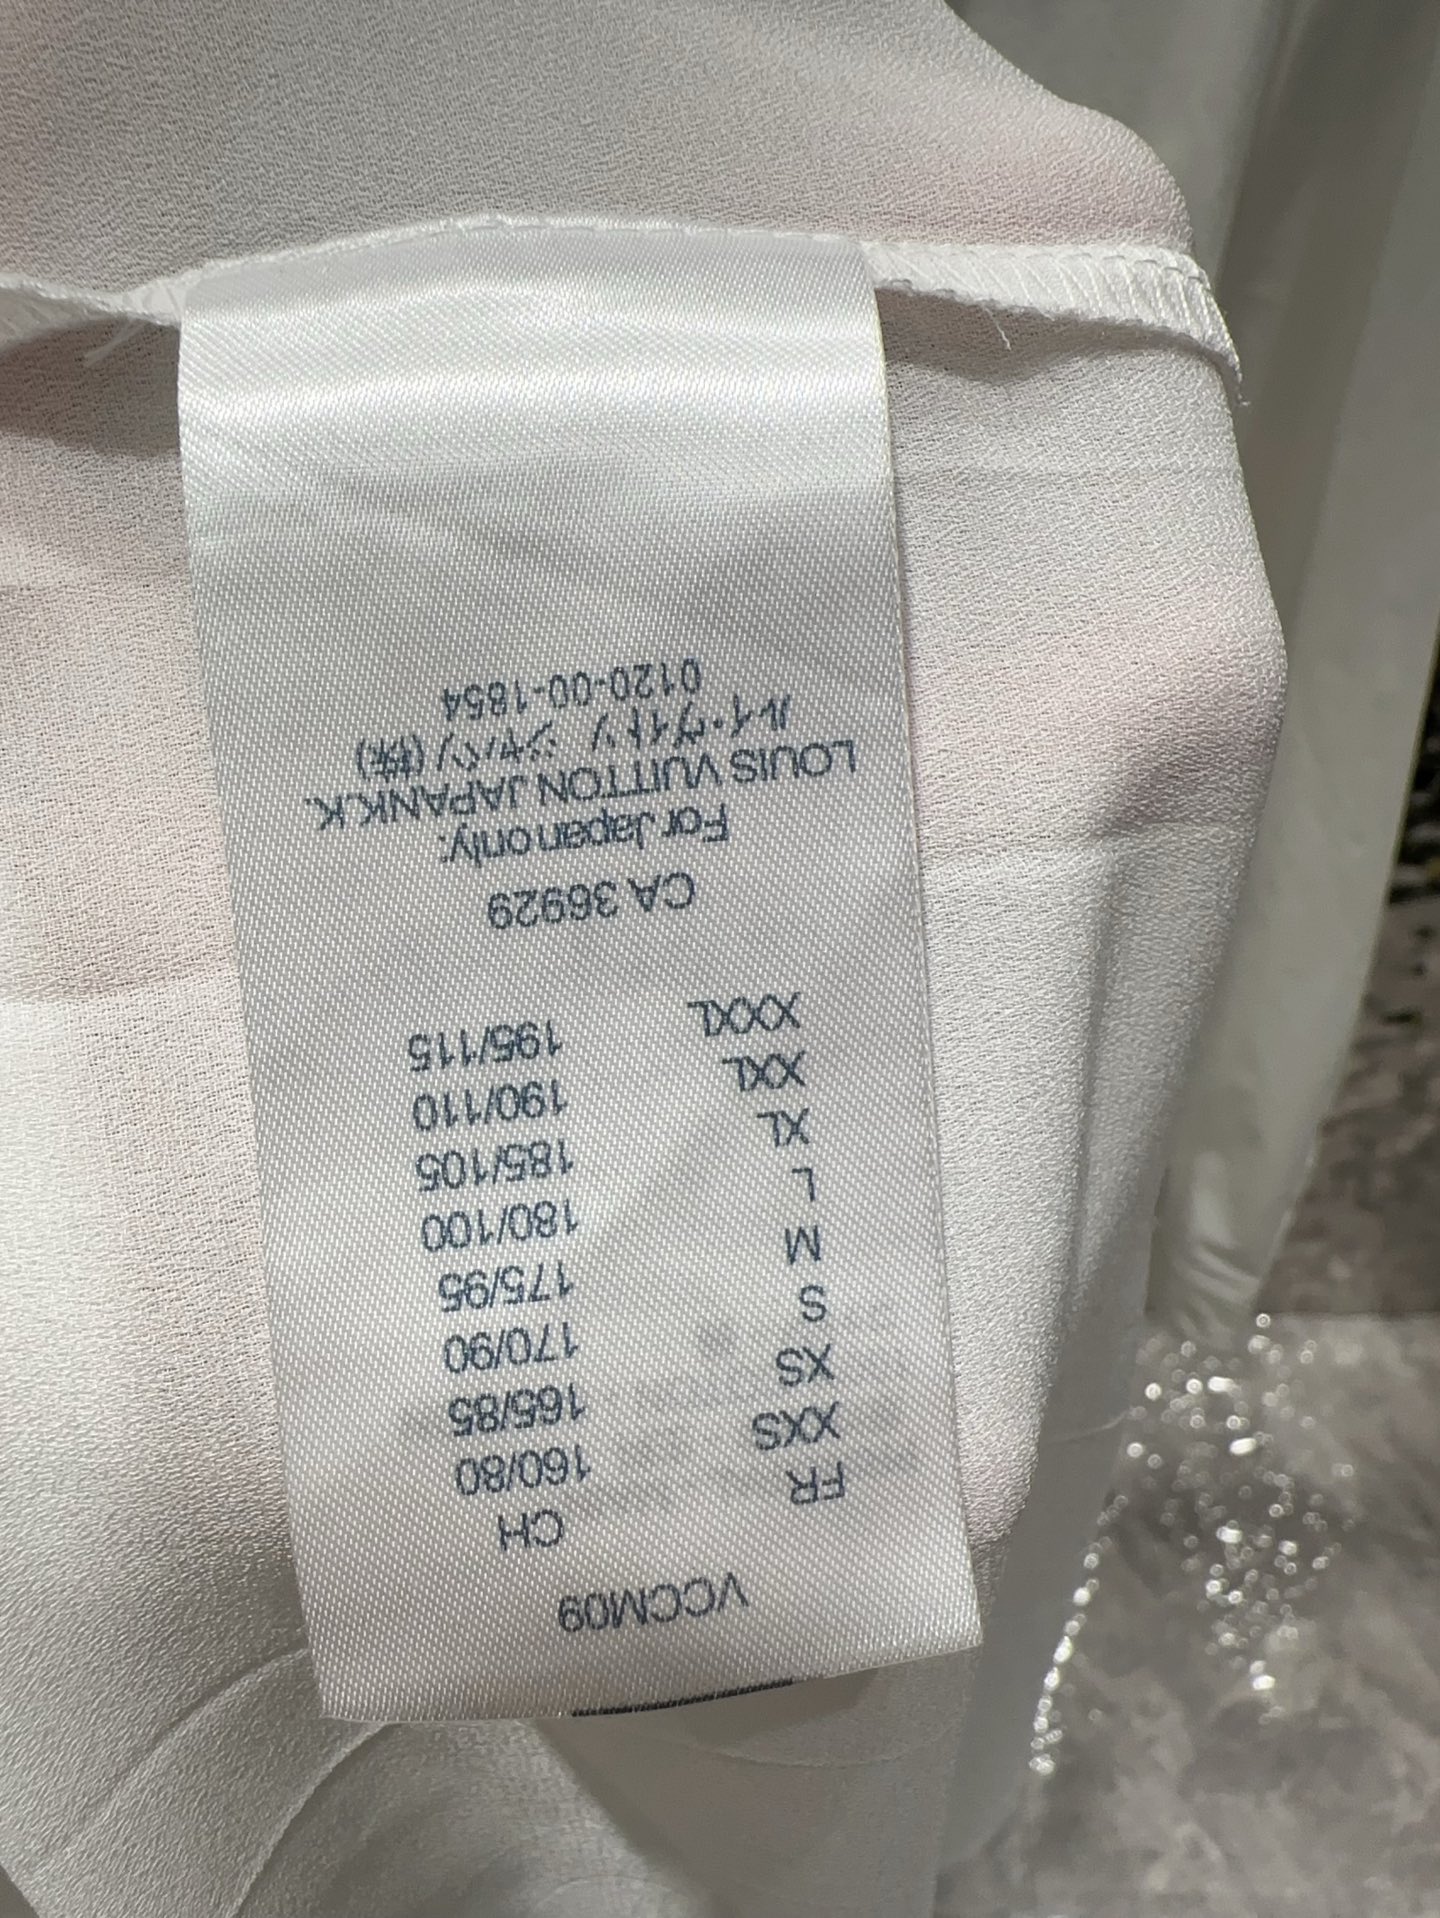 VCCM09
FR CH
XXS 160/80
XS 165/85
S 170/90
M 175/95
L 180/100
XL 185/105
XXL 190/110
XXXL 195/115
CA 36929
For Japan only:
LOUIS VUITTON JAPAN K.K.
ルイ・ヴィトン ジャパン(株)
0120-00-1854